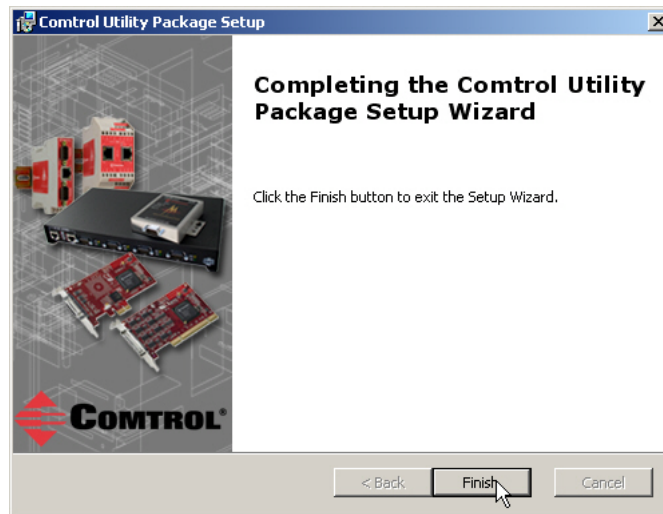 Comtrol Utility Package Setup
Completing the Comtrol Utility
Package Setup Wizard
Click the Finish button to exit the Setup Wizard.
COMTROL®
< Back Finish Cancel